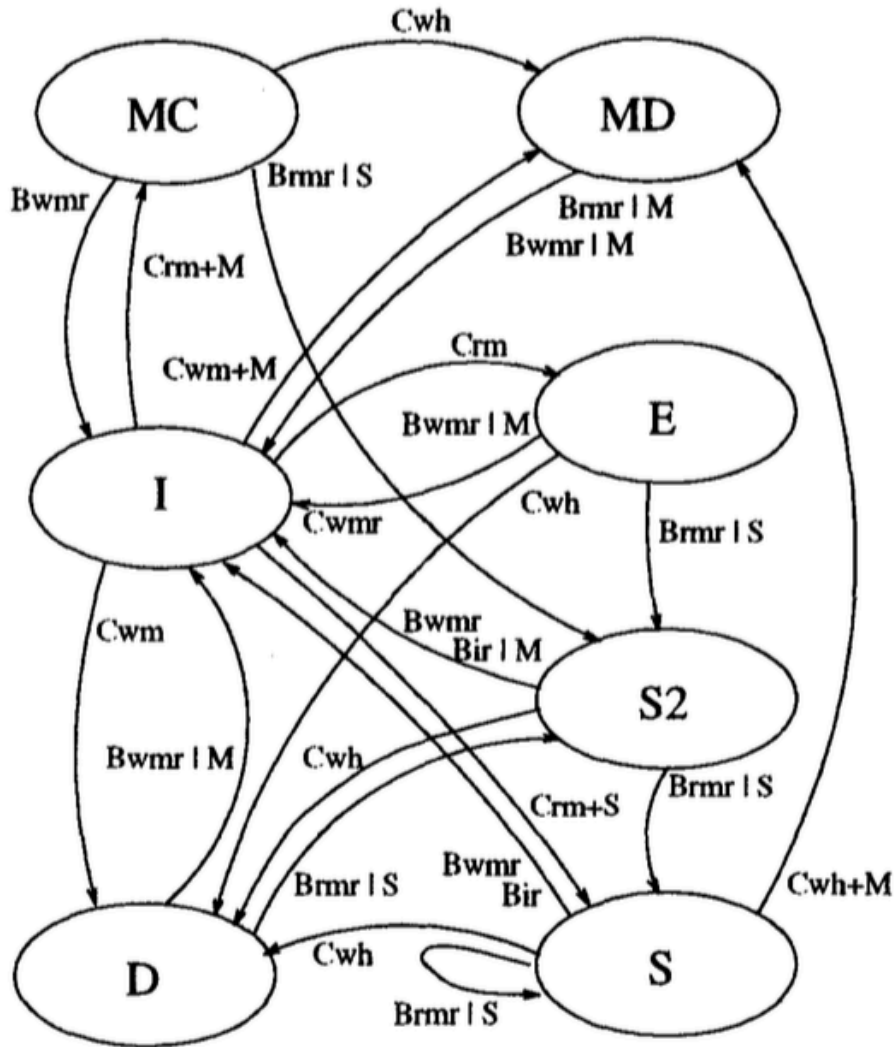 Cwh
MC
MD
Bwmr
Brmr | S
Brmr | M
Bwmr | M
Crm+M
Cwm+M
Crm
E
Bwmr | M
I
Cwmr
Cwh
Brmr | S
Cwm
Bwmr
Bir | M
S2
Bwmr | M
Cwh
Crm+S
Brmr | S
Brmr | S
Bwmr
Bir
Cwh+M
D
Cwh
S
Brmr | S